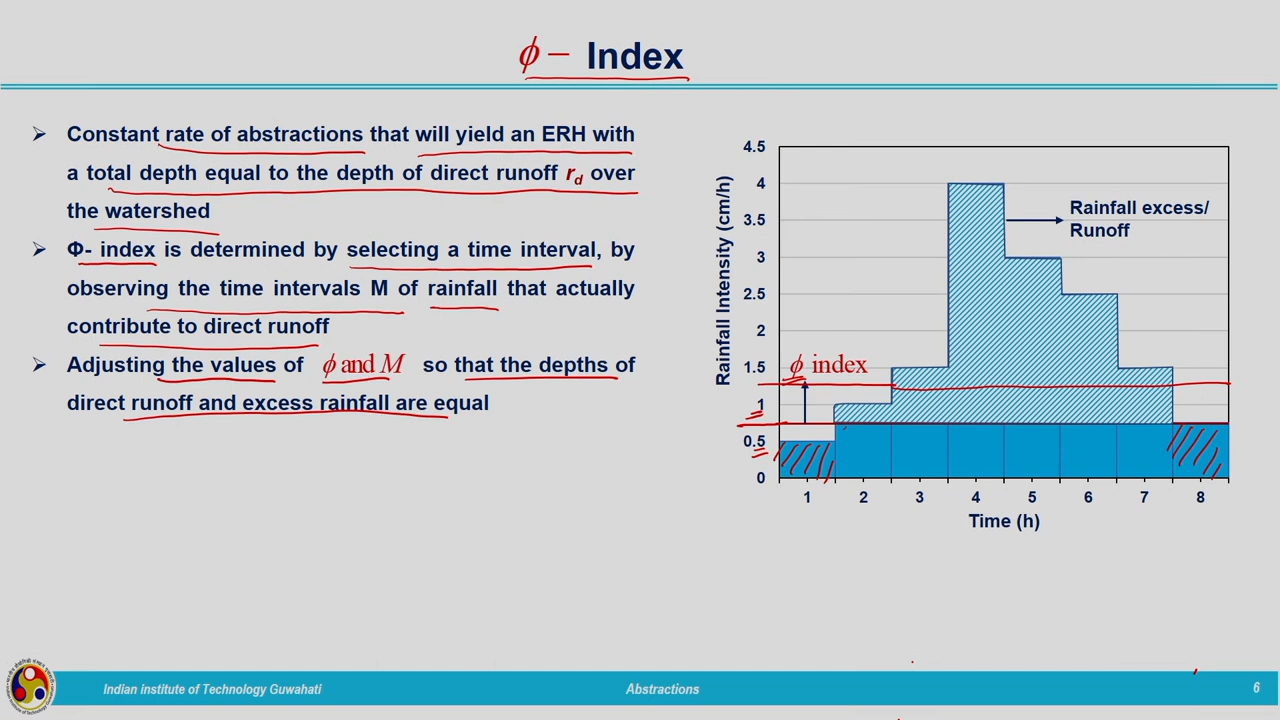 ϕ – Index
➢ Constant rate of abstractions that will yield an ERH with
a total depth equal to the depth of direct runoff rd over
the watershed
➢ Φ- index is determined by selecting a time interval, by
observing the time intervals M of rainfall that actually
contribute to direct runoff
➢ Adjusting the values of ϕ and M so that the depths of
direct runoff and excess rainfall are equal
Rainfall Intensity (cm/h)
4.5
4
3.5
3
2.5
2
1.5
1
0.5
0
Rainfall excess/
Runoff
ϕ index
1 2 3 4 5 6 7 8
Time (h)
Indian institute of Technology Guwahati
Abstractions
6